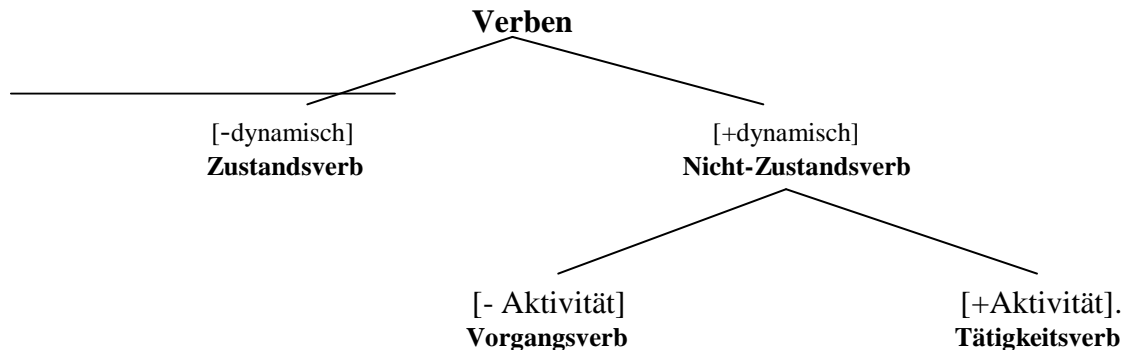 Verben
[-dynamisch] [+dynamisch]
Zustandsverb Nicht-Zustandsverb
[- Aktivität] [+Aktivität].
Vorgangsverb Tätigkeitsverb